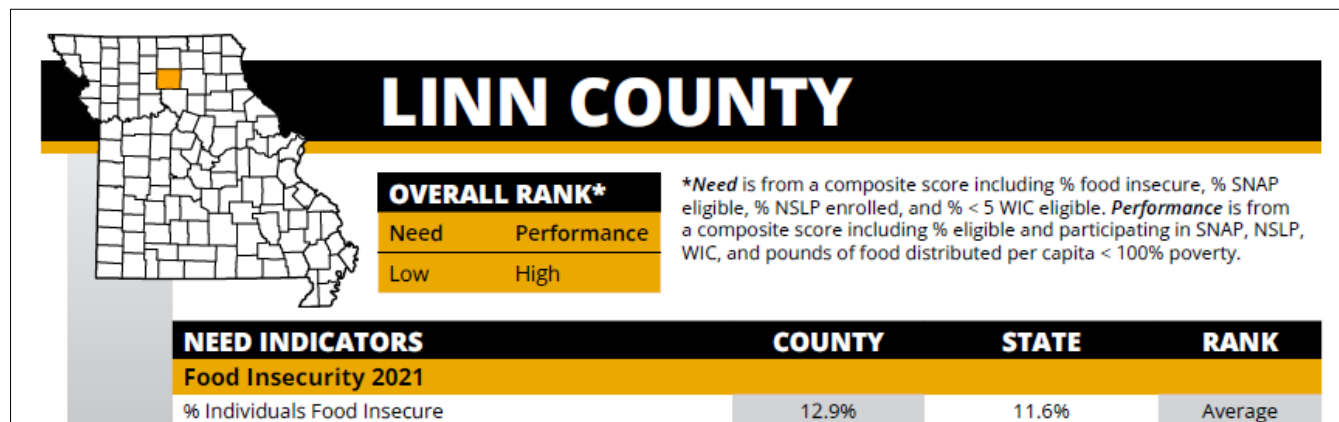 LINN COUNTY
OVERALL RANK*
Need Performance
Low High
*Need is from a composite score including % food insecure, % SNAP
eligible, % NSLP enrolled, and % < 5 WIC eligible. Performance is from
a composite score including % eligible and participating in SNAP, NSLP,
WIC, and pounds of food distributed per capita < 100% poverty.
NEED INDICATORS COUNTY STATE RANK
Food Insecurity 2021
% Individuals Food Insecure 12.9% 11.6% Average